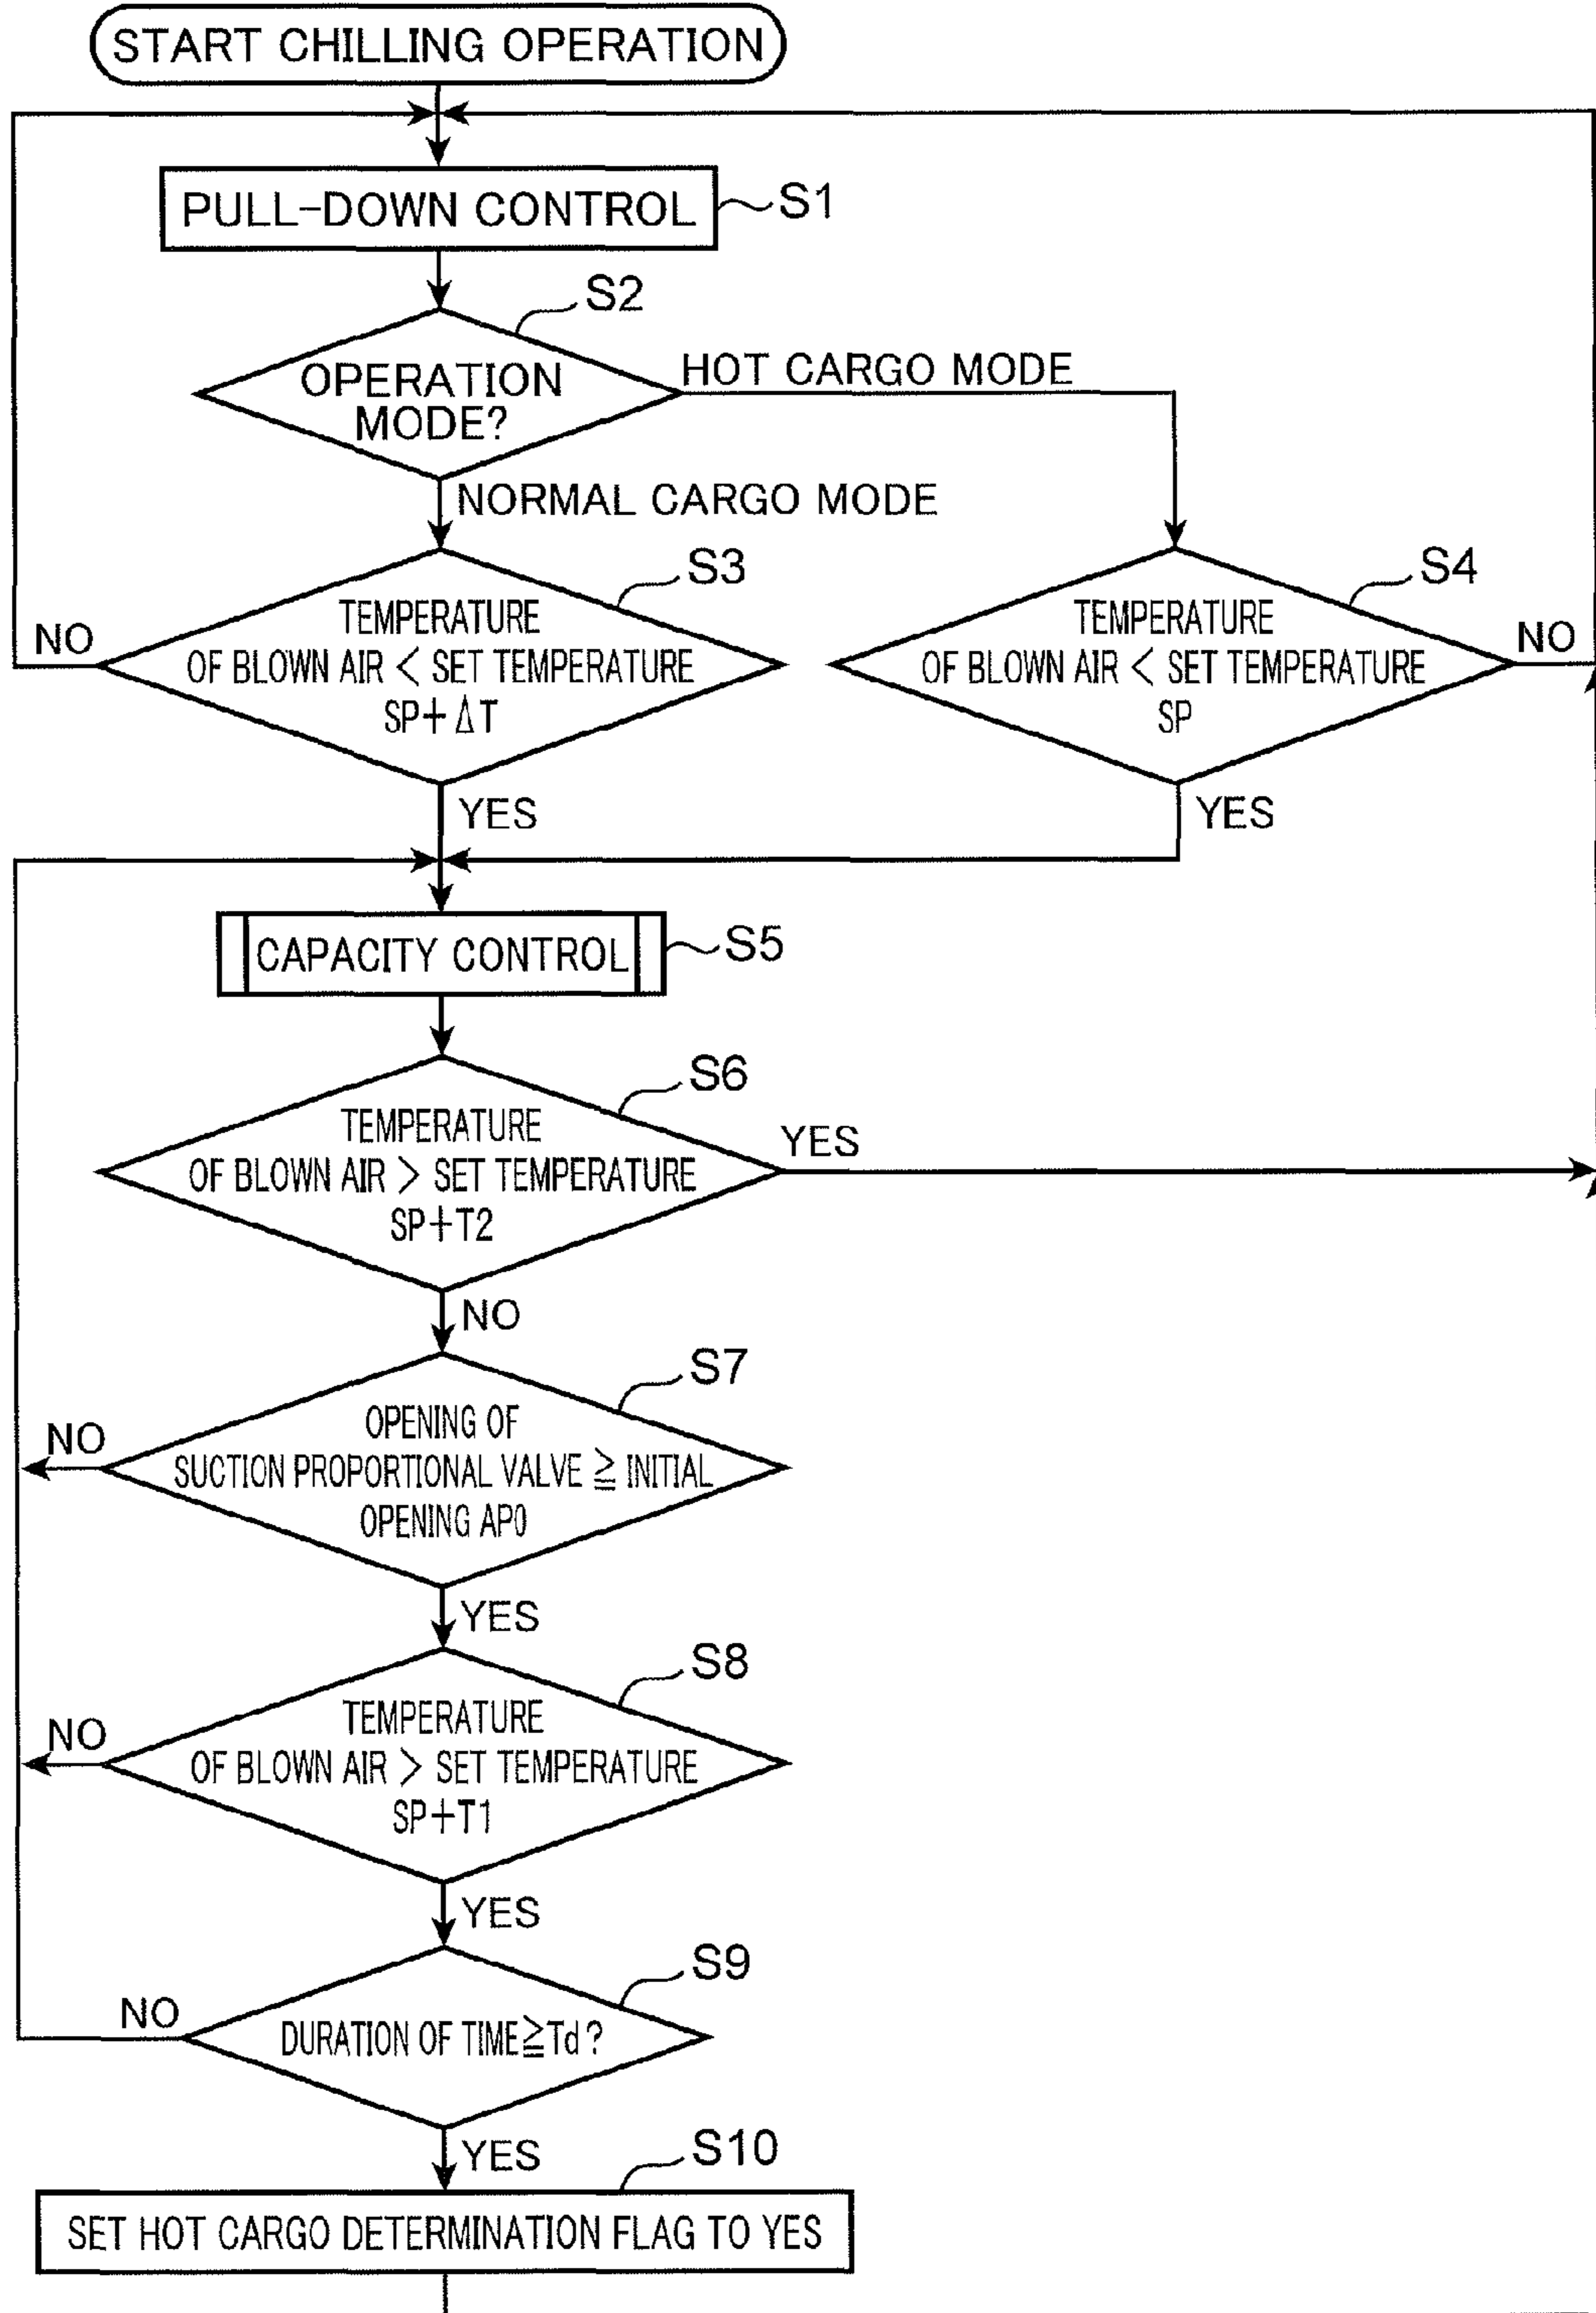 START CHILLING OPERATION
PULL-DOWN CONTROL
S1
S2
OPERATION
MODE?
HOT CARGO MODE
NORMAL CARGO MODE
S3
TEMPERATURE
OF BLOWN AIR < SET TEMPERATURE
SP+ΔT
NO
YES
S4
TEMPERATURE
OF BLOWN AIR < SET TEMPERATURE
SP
NO
YES
CAPACITY CONTROL
S5
S6
TEMPERATURE
OF BLOWN AIR > SET TEMPERATURE
SP+T2
YES
NO
S7
OPENING OF
SUCTION PROPORTIONAL VALVE ≧ INITIAL
OPENING AP0
NO
YES
S8
TEMPERATURE
OF BLOWN AIR > SET TEMPERATURE
SP+T1
NO
YES
S9
DURATION OF TIME≧Td?
NO
YES
S10
SET HOT CARGO DETERMINATION FLAG TO YES